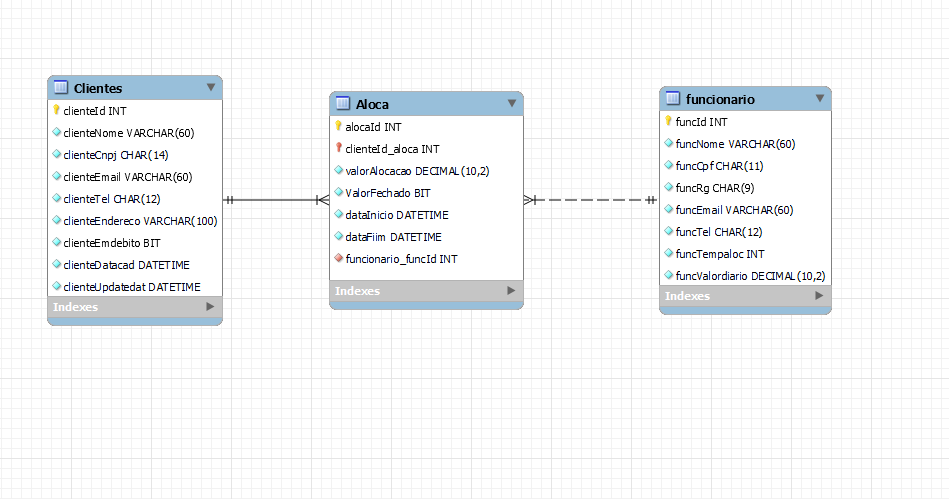 Clientes
clienteId INT
clienteNome VARCHAR(60)
clienteCnpj CHAR(14)
clienteEmail VARCHAR(60)
clienteTel CHAR(12)
clienteEndereco VARCHAR(100)
clienteEmdebito BIT
clienteDatacad DATETIME
clienteUpdatedat DATETIME
Indexes
Aloca
alocaId INT
clienteId_aloca INT
valorAlocacao DECIMAL(10,2)
ValorFechado BIT
dataInicio DATETIME
dataFiim DATETIME
funcionario_funcId INT
Indexes
funcionario
funcId INT
funcNome VARCHAR(60)
funcCpf CHAR(11)
funcRg CHAR(9)
funcEmail VARCHAR(60)
funcTel CHAR(12)
funcTempaloc INT
funcValordiario DECIMAL(10,2)
Indexes